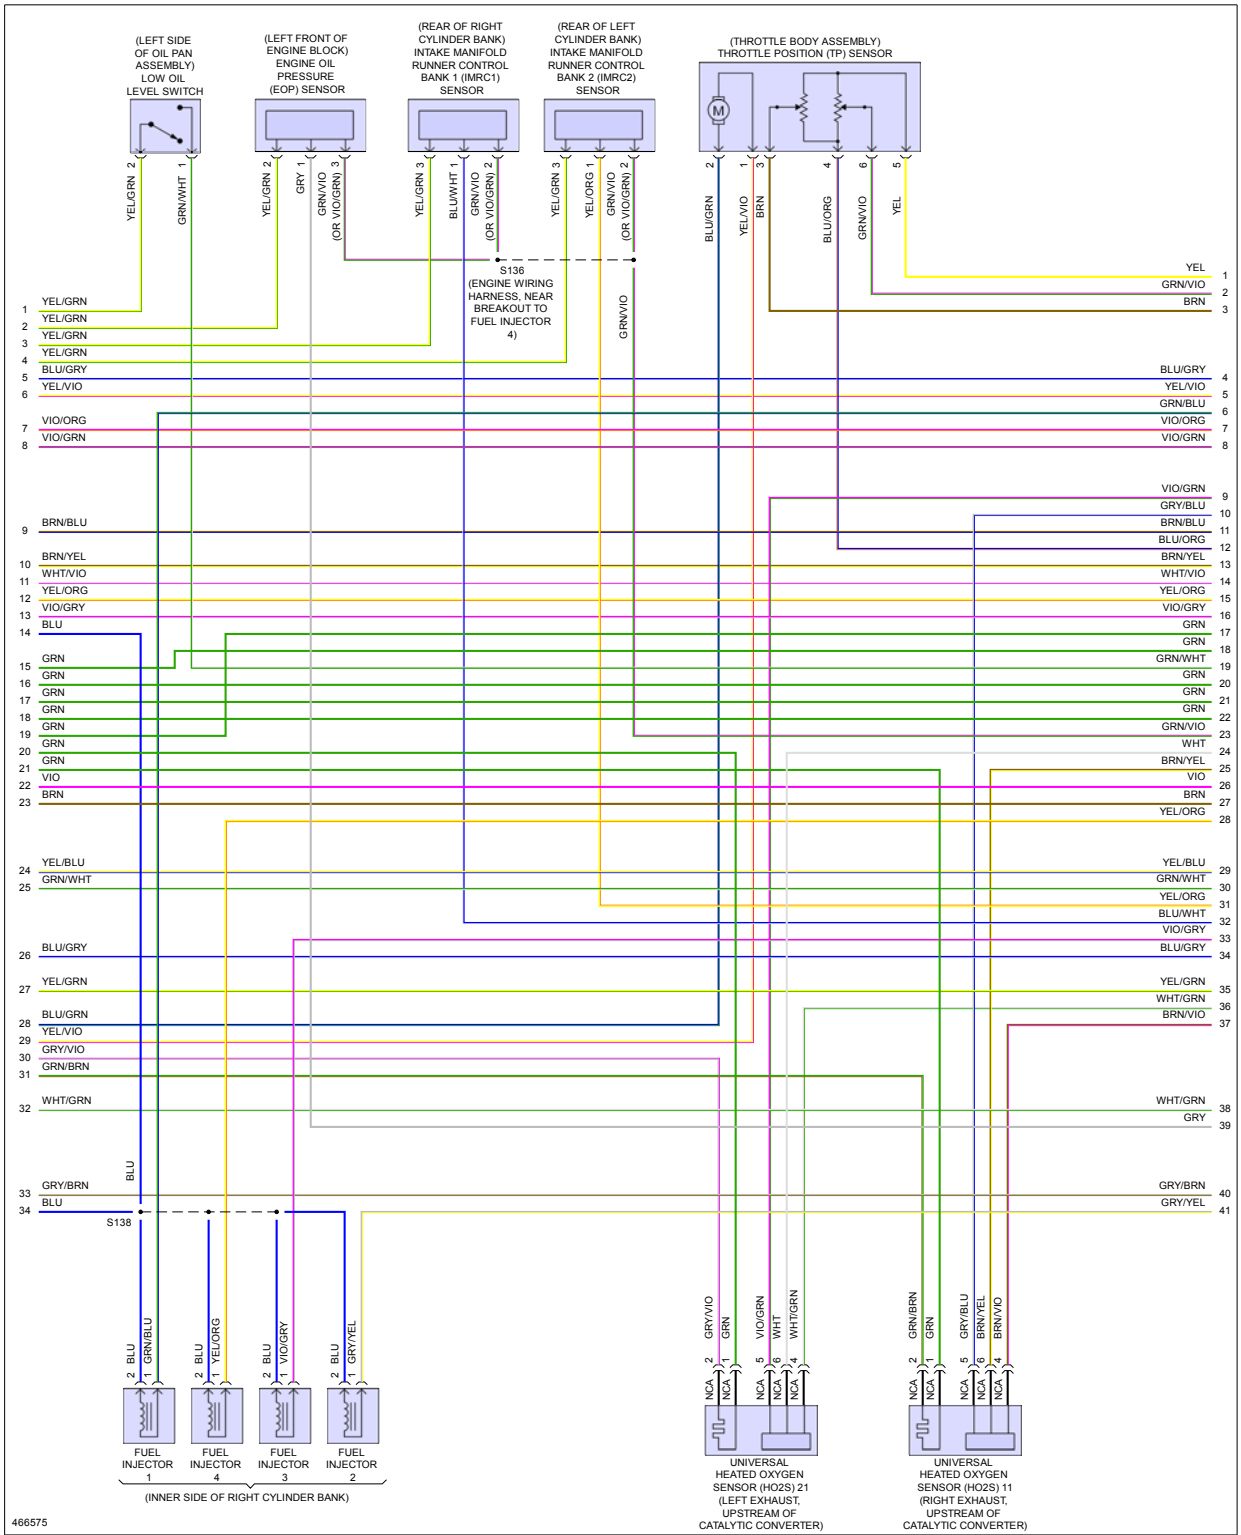 (LEFT SIDE
OF OIL PAN
ASSEMBLY)
LOW OIL
LEVEL SWITCH
(LEFT FRONT OF
ENGINE BLOCK)
ENGINE OIL
PRESSURE
(EOP) SENSOR
(REAR OF RIGHT
CYLINDER BANK)
INTAKE MANIFOLD
RUNNER CONTROL
BANK 1 (IMRC1)
SENSOR
(REAR OF LEFT
CYLINDER BANK)
INTAKE MANIFOLD
RUNNER CONTROL
BANK 2 (IMRC2)
SENSOR
(THROTTLE BODY ASSEMBLY)
THROTTLE POSITION (TP) SENSOR
M
YEL/GRN 2
GRN/WHT 1
YEL/GRN 2
GRY 1
GRN/VIO
(OR VIO/GRN) 3
YEL/GRN 3
BLU/WHT 1
GRN/VIO
(OR VIO/GRN) 2
YEL/GRN 3
YEL/ORG 1
GRN/VIO
(OR VIO/GRN) 2
BLU/GRN 2
YEL/VIO 1
BRN 3
BLU/ORG 4
GRN/VIO 6
YEL 5
S136
(ENGINE WIRING
HARNESS, NEAR
BREAKOUT TO
FUEL INJECTOR
4)
GRN/VIO
1 YEL/GRN
2 YEL/GRN
3 YEL/GRN
4 YEL/GRN
5 BLU/GRY
6 YEL/VIO
7 VIO/ORG
8 VIO/GRN
9 BRN/BLU
10 BRN/YEL
11 WHT/VIO
12 YEL/ORG
13 VIO/GRY
14 BLU
15 GRN
16 GRN
17 GRN
18 GRN
19 GRN
20 GRN
21 GRN
22 VIO
23 BRN
24 YEL/BLU
25 GRN/WHT
26 BLU/GRY
27 YEL/GRN
28 BLU/GRN
29 YEL/VIO
30 GRY/VIO
31 GRN/BRN
32 WHT/GRN
33 GRY/BRN
34 BLU
YEL 1
GRN/VIO 2
BRN 3
BLU/GRY 4
YEL/VIO 5
GRN/BLU 6
VIO/ORG 7
VIO/GRN 8
VIO/GRN 9
GRY/BLU 10
BRN/BLU 11
BLU/ORG 12
BRN/YEL 13
WHT/VIO 14
YEL/ORG 15
VIO/GRY 16
GRN 17
GRN 18
GRN/WHT 19
GRN 20
GRN 21
GRN 22
GRN/VIO 23
WHT 24
BRN/YEL 25
VIO 26
BRN 27
YEL/ORG 28
YEL/BLU 29
GRN/WHT 30
YEL/ORG 31
BLU/WHT 32
VIO/GRY 33
BLU/GRY 34
YEL/GRN 35
WHT/GRN 36
BRN/VIO 37
WHT/GRN 38
GRY 39
GRY/BRN 40
GRY/YEL 41
BLU
S138
2 BLU
1 GRN/BLU
2 BLU
1 YEL/ORG
2 BLU
1 VIO/GRY
2 BLU
1 GRY/YEL
NCA 2 GRY/VIO
NCA 1 GRN
NCA 5 VIO/GRN
NCA 6 WHT
NCA 4 WHT/GRN
NCA 2 GRN/BRN
NCA 1 GRN
NCA 5 GRY/BLU
NCA 6 BRN/YEL
NCA 4 BRN/VIO
FUEL
INJECTOR
1
FUEL
INJECTOR
4
FUEL
INJECTOR
3
FUEL
INJECTOR
2
(INNER SIDE OF RIGHT CYLINDER BANK)
UNIVERSAL
HEATED OXYGEN
SENSOR (HO2S) 21
(LEFT EXHAUST,
UPSTREAM OF
CATALYTIC CONVERTER)
UNIVERSAL
HEATED OXYGEN
SENSOR (HO2S) 11
(RIGHT EXHAUST,
UPSTREAM OF
CATALYTIC CONVERTER)
466575